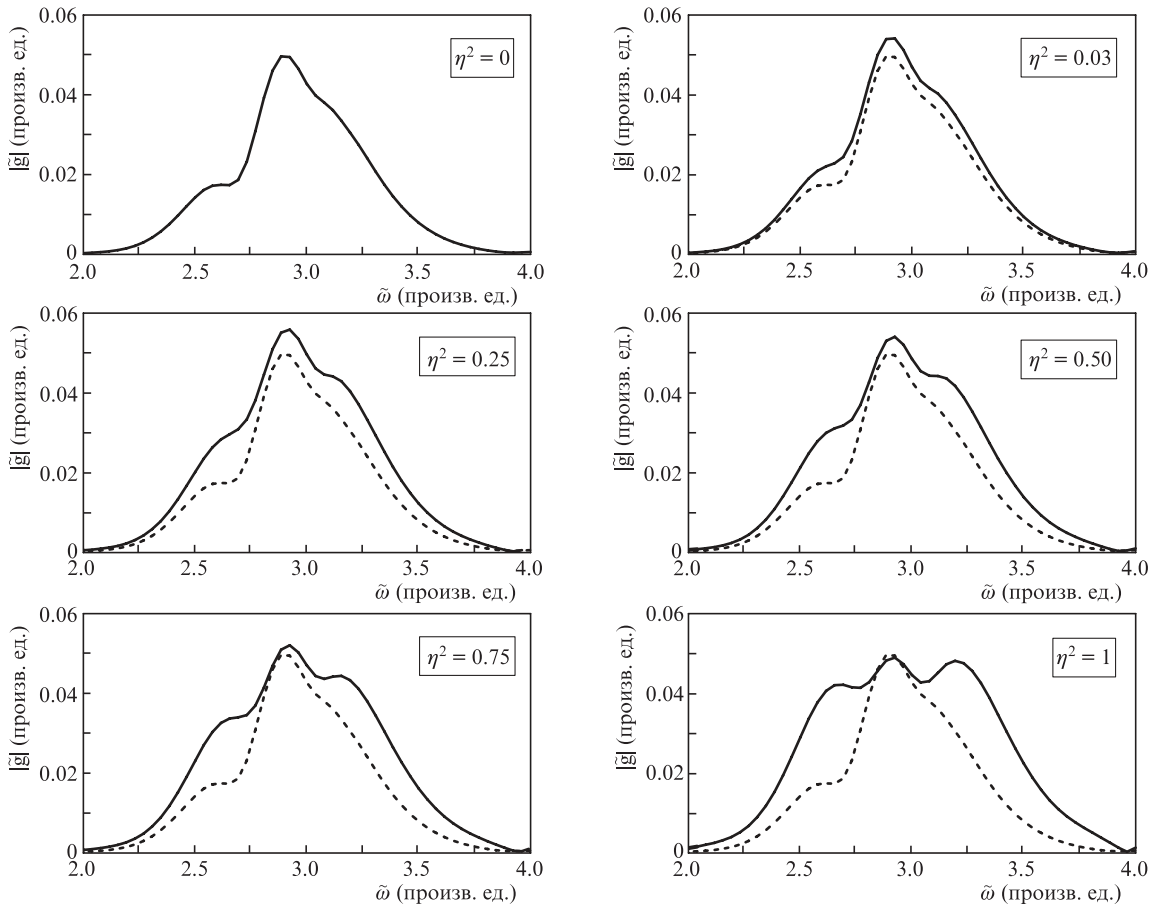 0.06
0.04
0.02
0
|g̃| (произв. ед.)
η² = 0
2.0 2.5 3.0 3.5 4.0
ω̃ (произв. ед.)
0.06
0.04
0.02
0
|g̃| (произв. ед.)
η² = 0.03
2.0 2.5 3.0 3.5 4.0
ω̃ (произв. ед.)
0.06
0.04
0.02
0
|g̃| (произв. ед.)
η² = 0.25
2.0 2.5 3.0 3.5 4.0
ω̃ (произв. ед.)
0.06
0.04
0.02
0
|g̃| (произв. ед.)
η² = 0.50
2.0 2.5 3.0 3.5 4.0
ω̃ (произв. ед.)
0.06
0.04
0.02
0
|g̃| (произв. ед.)
η² = 0.75
2.0 2.5 3.0 3.5 4.0
ω̃ (произв. ед.)
0.06
0.04
0.02
0
|g̃| (произв. ед.)
η² = 1
2.0 2.5 3.0 3.5 4.0
ω̃ (произв. ед.)